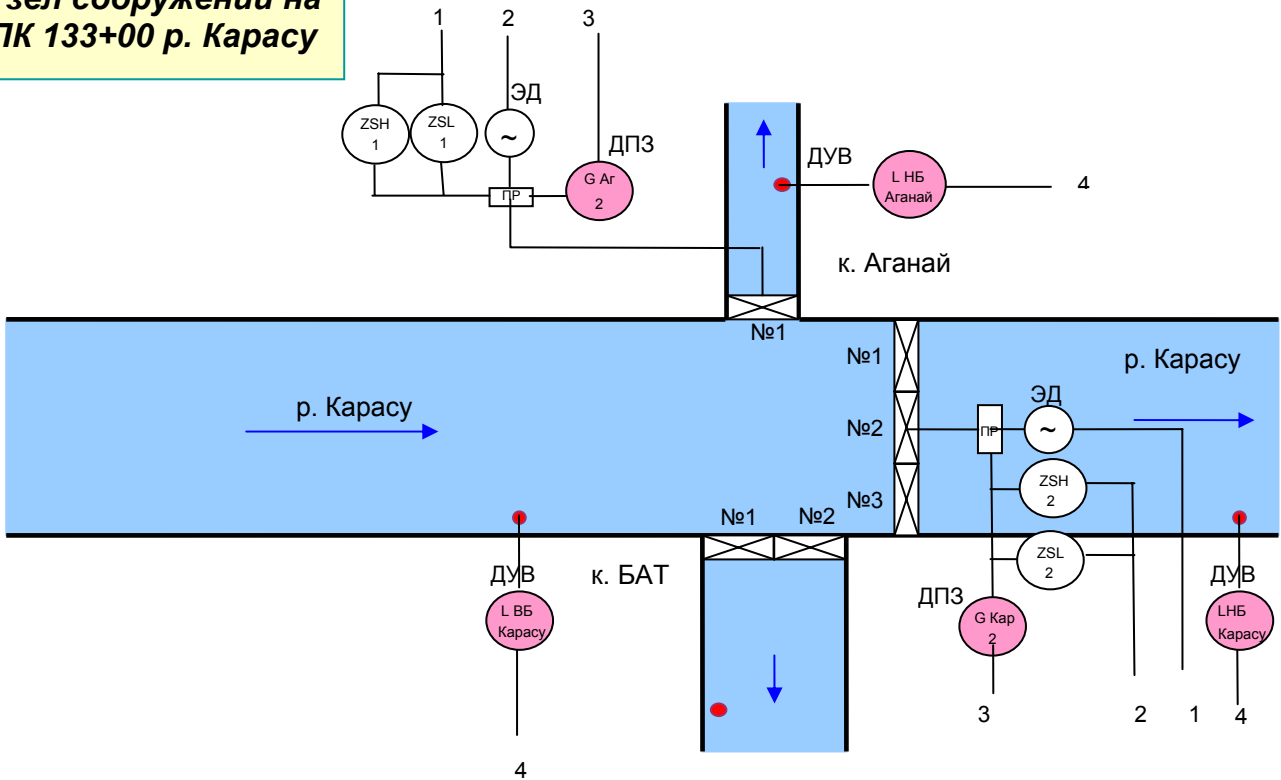 зел сооружений на
ПК 133+00 р. Карасу
1
2
3
ЭД
ZSH
1
ZSL
1
~
ДПЗ
ПР
G Аг
2
ДУВ
L НБ
Аганай
4
к. Аганай
№1
№1
р. Карасу
р. Карасу
ЭД
№2
ПР
~
ZSH
2
№3
№1
№2
ZSL
2
ДУВ
к. БАТ
ДПЗ
ДУВ
L ВБ
Карасу
G Кар
2
LНБ
Карасу
3
2
1
4
4